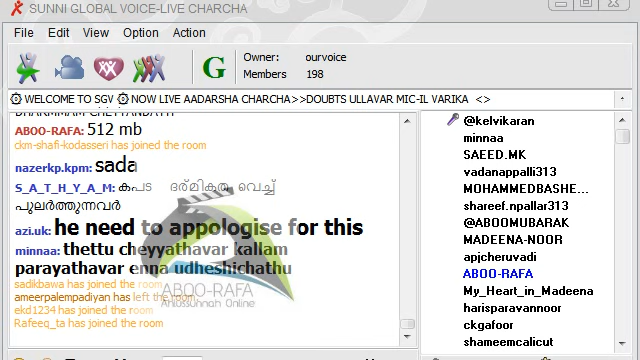 SUNNI GLOBAL VOICE-LIVE CHARCHA
File Edit View Option Action
G Owner: ourvoice
Members 198
WELCOME TO SGV NOW LIVE AADARSHA CHARCHA>>DOUBTS ULLAVAR MIC-IL VARIKA <>
ABOO-RAFA: 512 mb
ckm-shafi-kodasseri has joined the room
nazerkp.kpm: sada
S_A_T_H_Y_A_M: കപട ദര്മികത വെച്ച്
പുലർത്തുന്നവർ
azi.uk: he need to appologise for this
minnaa: thettu cheyyathavar kallam
parayathavar enna udheshichathu
sadikbawa has joined the room
ameerpalempadiyan has left the room
ekd1234 has joined the room
Rafeeq_ta has joined the room
ABOO-RAFA
Ahlussunnah Online
@kelvikaran
minnaa
SAEED.MK
vadanappalli313
MOHAMMEDBASHE...
shareef.npallar313
@ABOOMUBARAK
MADEENA-NOOR
apjcheruvadi
ABOO-RAFA
My_Heart_in_Madeena
harisparavannoor
ckgafoor
shameemcalicut